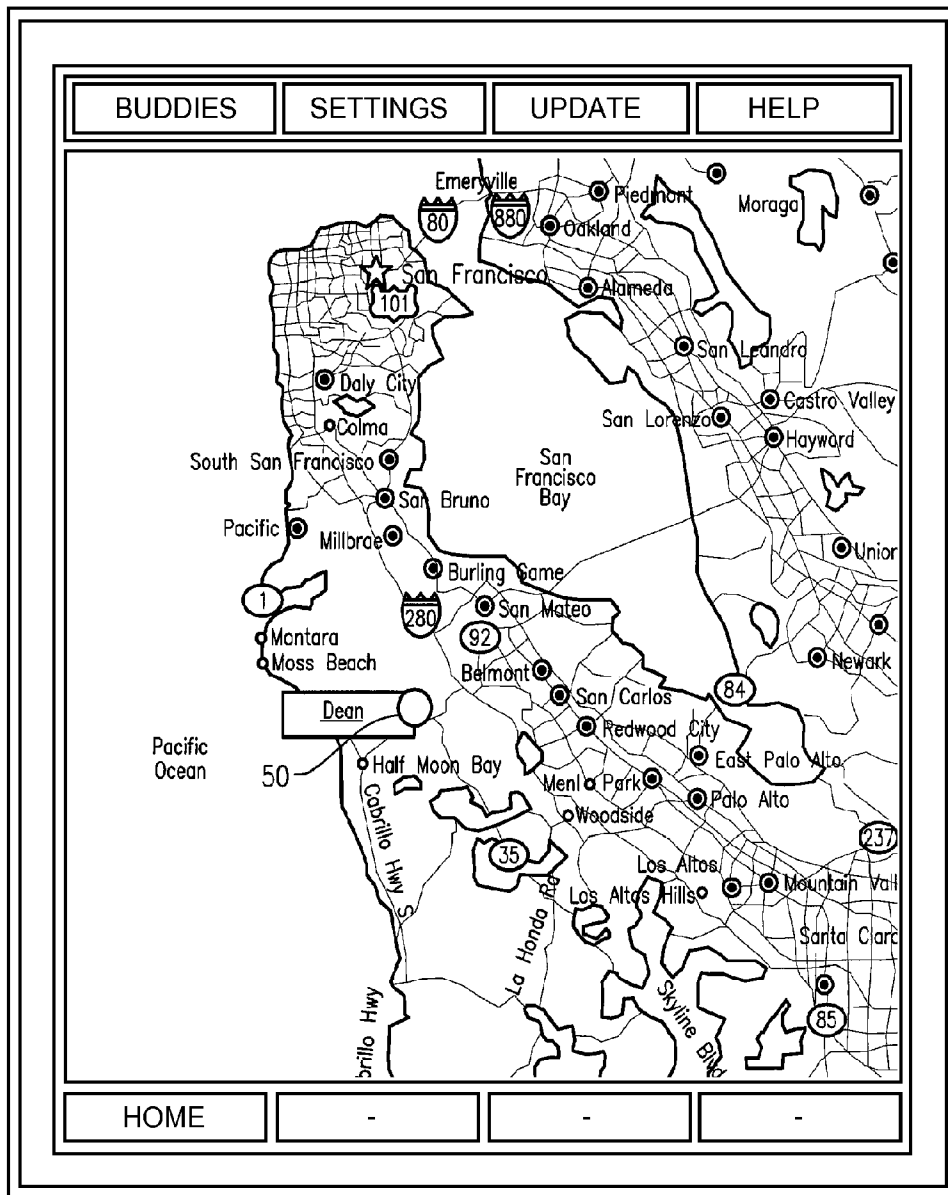 BUDDIES
SETTINGS
UPDATE
HELP
Emeryville
80
880
Piedmont
Moraga
Oakland
San Francisco
101
Alameda
San Leandro
Daly City
Castro Valley
San Lorenzo
Colma
Hayward
South San Francisco
San
Francisco
Bay
San Bruno
Pacific
Millbrae
Union
Burling Game
1
280
San Mateo
92
Montara
Moss Beach
Newark
Belmont
84
San Carlos
Dean
Redwood City
Pacific
Ocean
50
Half Moon Bay
East Palo Alto
Menl Park
Palo Alto
Cabrillo Hwy S
Woodside
237
35
Los Altos
Mountain Vall
Los Altos Hills
La Honda Rd
Santa Clara
Skyline Blvd
85
brillo Hwy
HOME
-
-
-